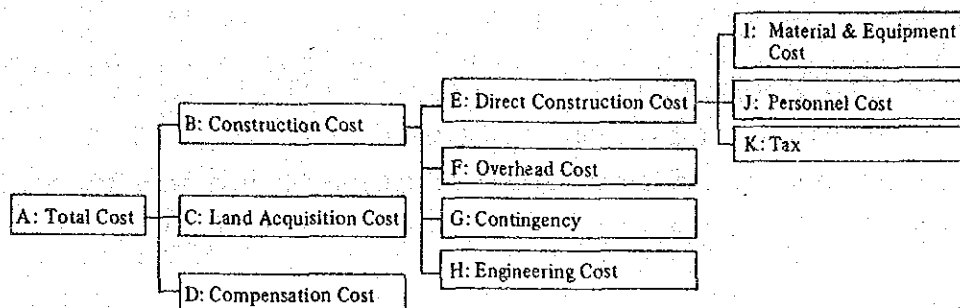 I: Material & Equipment
Cost
E: Direct Construction Cost
J: Personnel Cost
B: Construction Cost
K: Tax
F: Overhead Cost
A: Total Cost
C: Land Acquisition Cost
G: Contingency
H: Engineering Cost
D: Compensation Cost